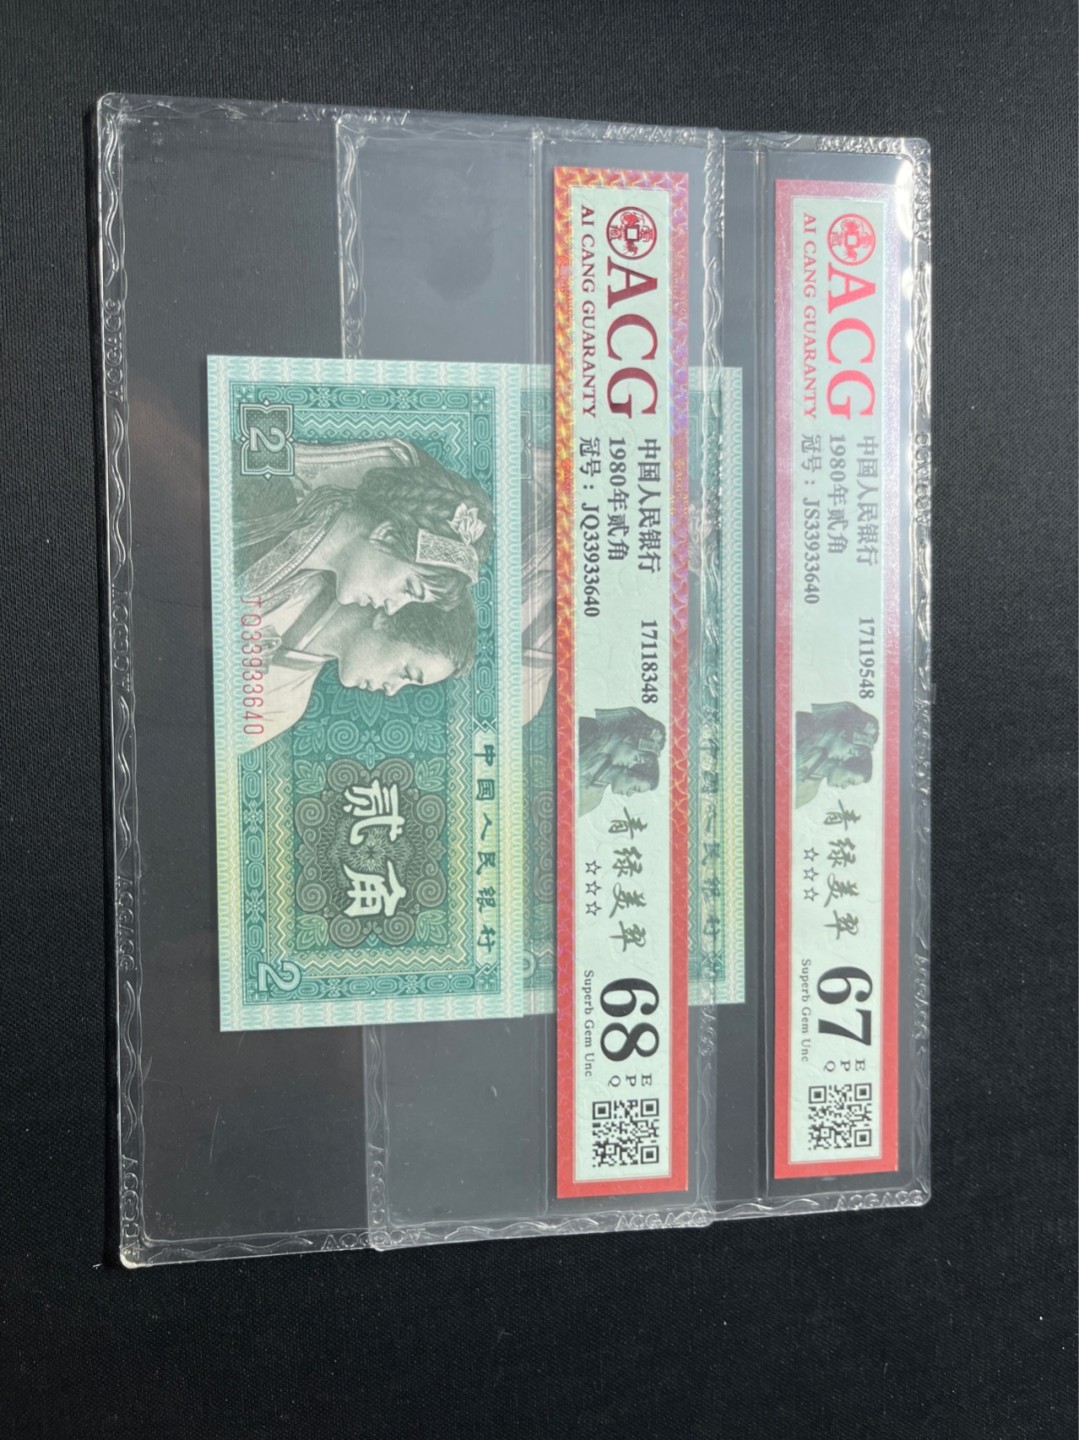 ACG
AI CANG GUARANTY
中国人民银行 17119548
1980年贰角
冠号：JS33933640
青绿美翠
☆☆☆
67
EPQ
Superb Gem Unc
ACG
AI CANG GUARANTY
中国人民银行 17118348
1980年贰角
冠号：JQ33933640
青绿美翠
☆☆☆
68
EPQ
Superb Gem Unc
中国人民银行
贰角
2
2
JQ33933640